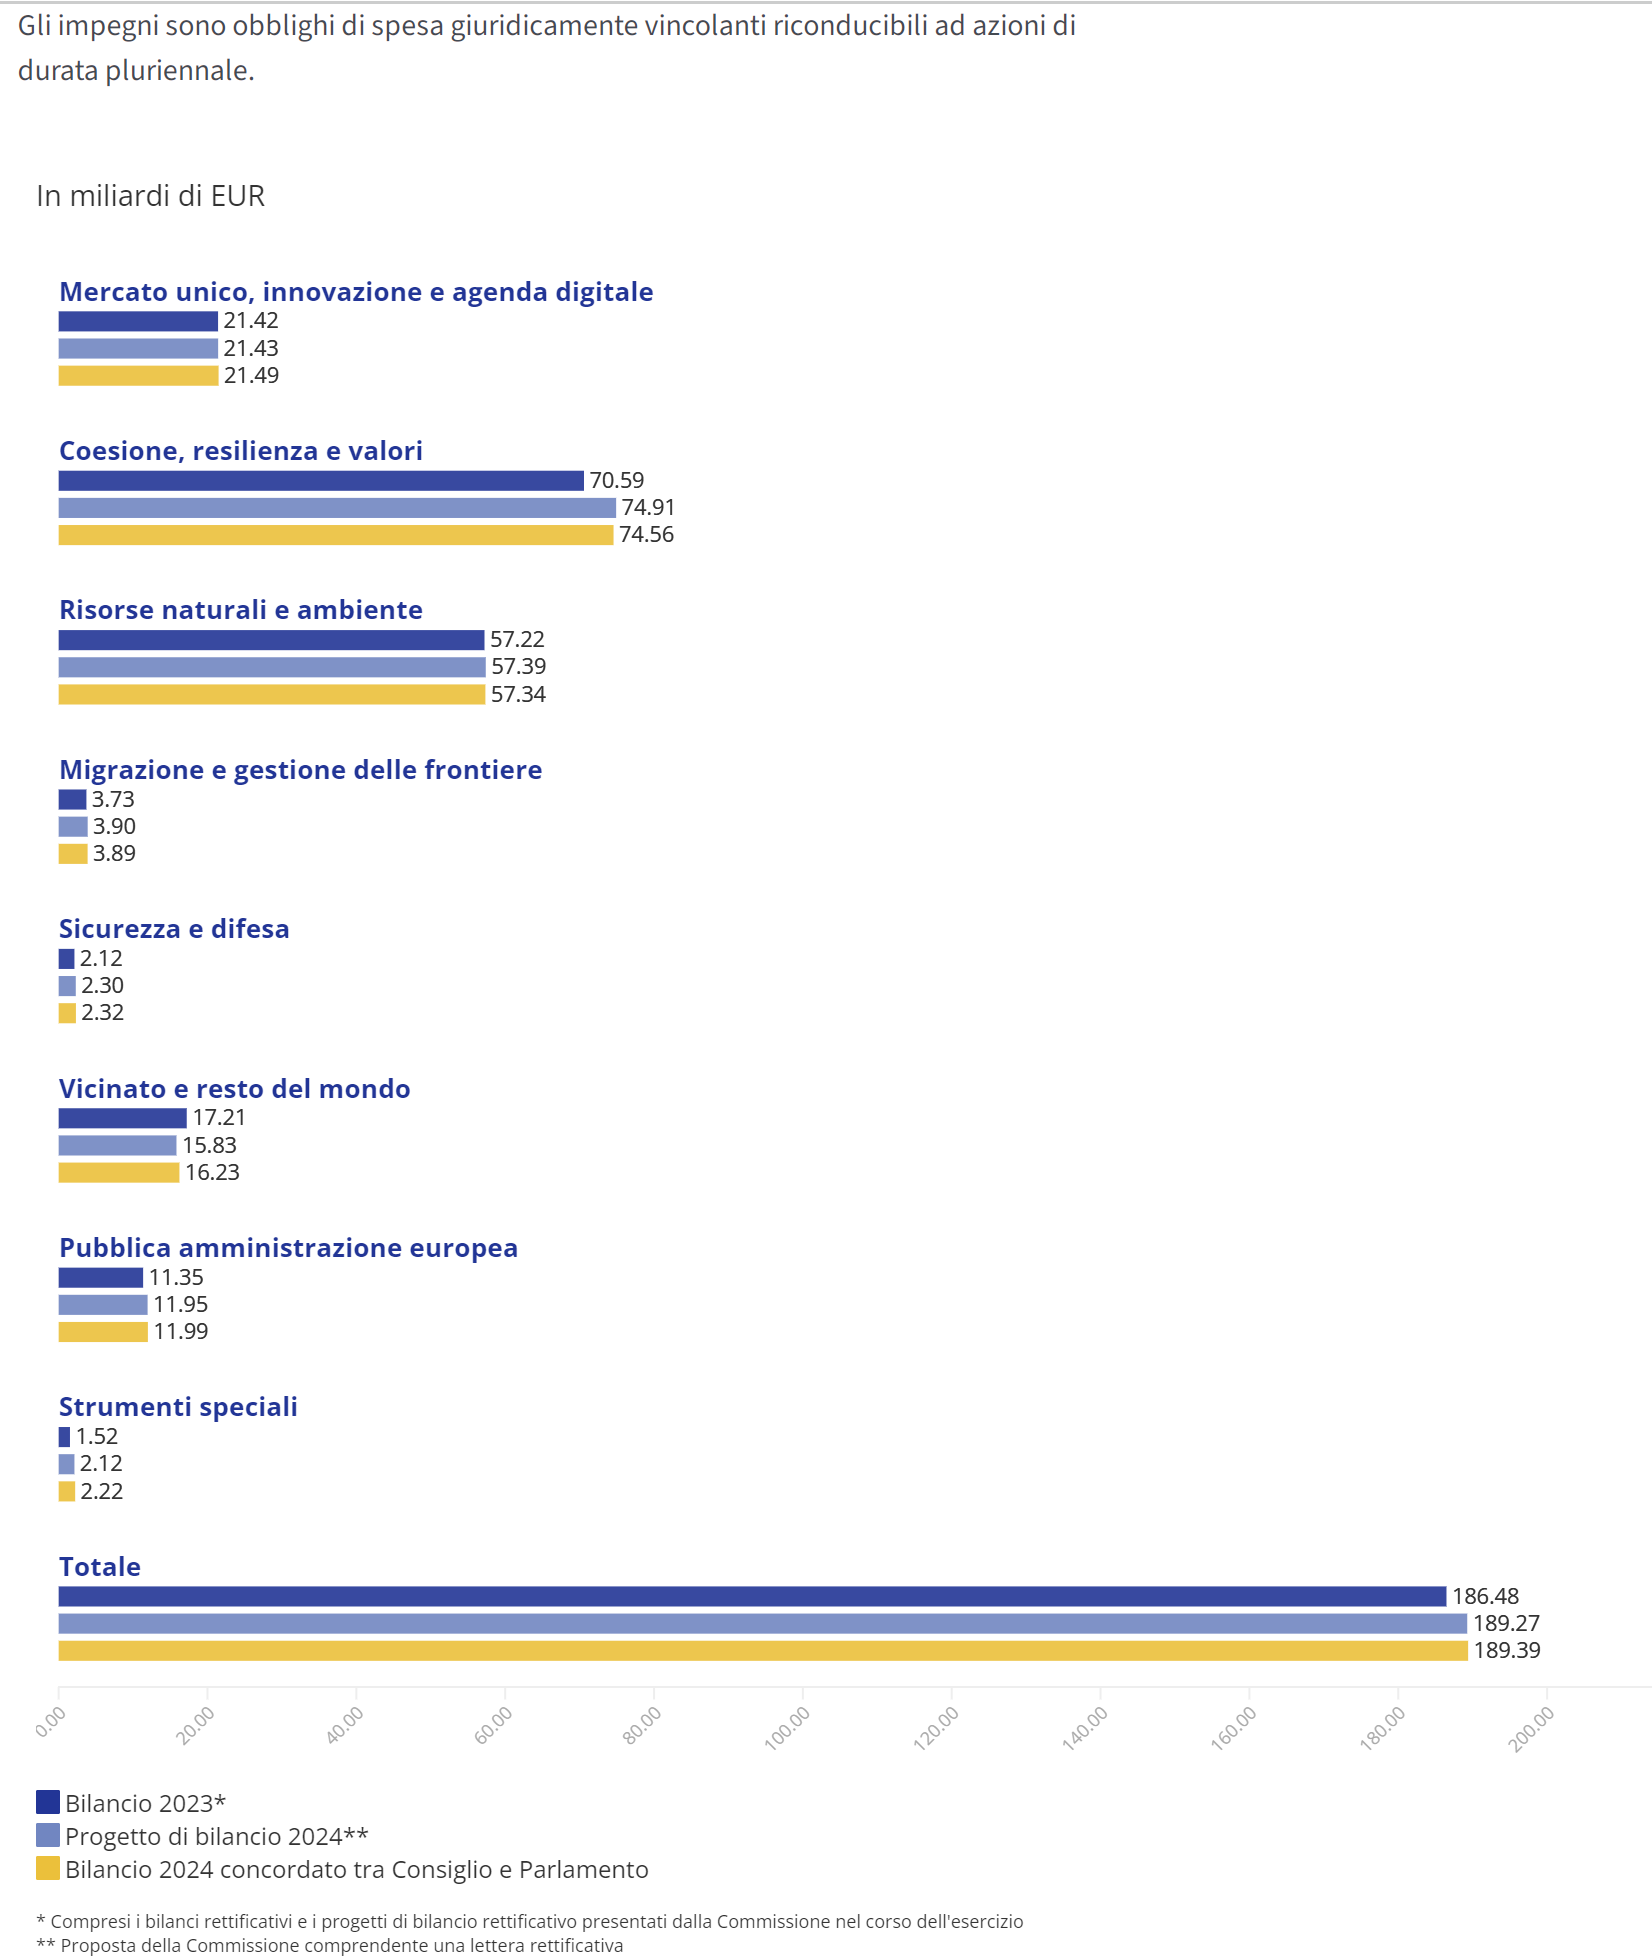 Gli impegni sono obblighi di spesa giuridicamente vincolanti riconducibili ad azioni di
durata pluriennale.
In miliardi di EUR
Mercato unico, innovazione e agenda digitale
21.42
21.43
21.49
Coesione, resilienza e valori
70.59
74.91
74.56
Risorse naturali e ambiente
57.22
57.39
57.34
Migrazione e gestione delle frontiere
3.73
3.90
3.89
Sicurezza e difesa
2.12
2.30
2.32
Vicinato e resto del mondo
17.21
15.83
16.23
Pubblica amministrazione europea
11.35
11.95
11.99
Strumenti speciali
1.52
2.12
2.22
Totale
186.48
189.27
189.39
0.00 20.00 40.00 60.00 80.00 100.00 120.00 140.00 160.00 180.00 200.00
Bilancio 2023*
Progetto di bilancio 2024**
Bilancio 2024 concordato tra Consiglio e Parlamento
* Compresi i bilanci rettificativi e i progetti di bilancio rettificativo presentati dalla Commissione nel corso dell'esercizio
** Proposta della Commissione comprendente una lettera rettificativa